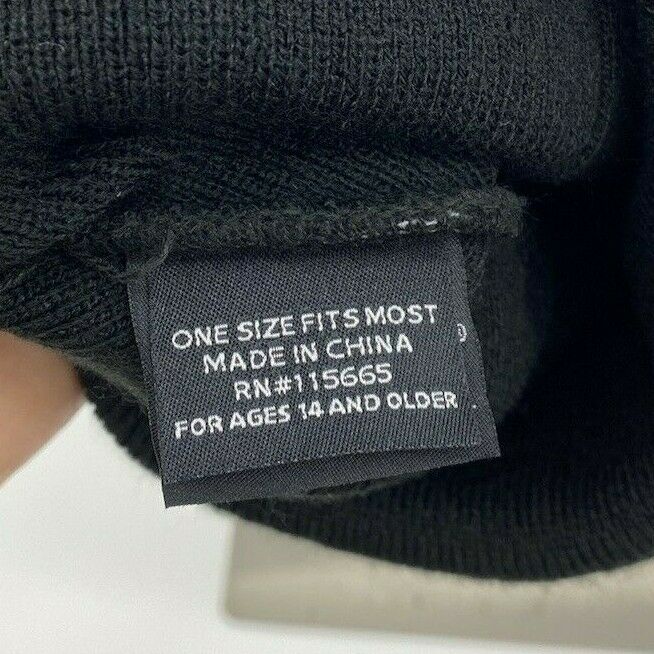 ONE SIZE FITS MOST
MADE IN CHINA
RN#115665
FOR AGES 14 AND OLDER